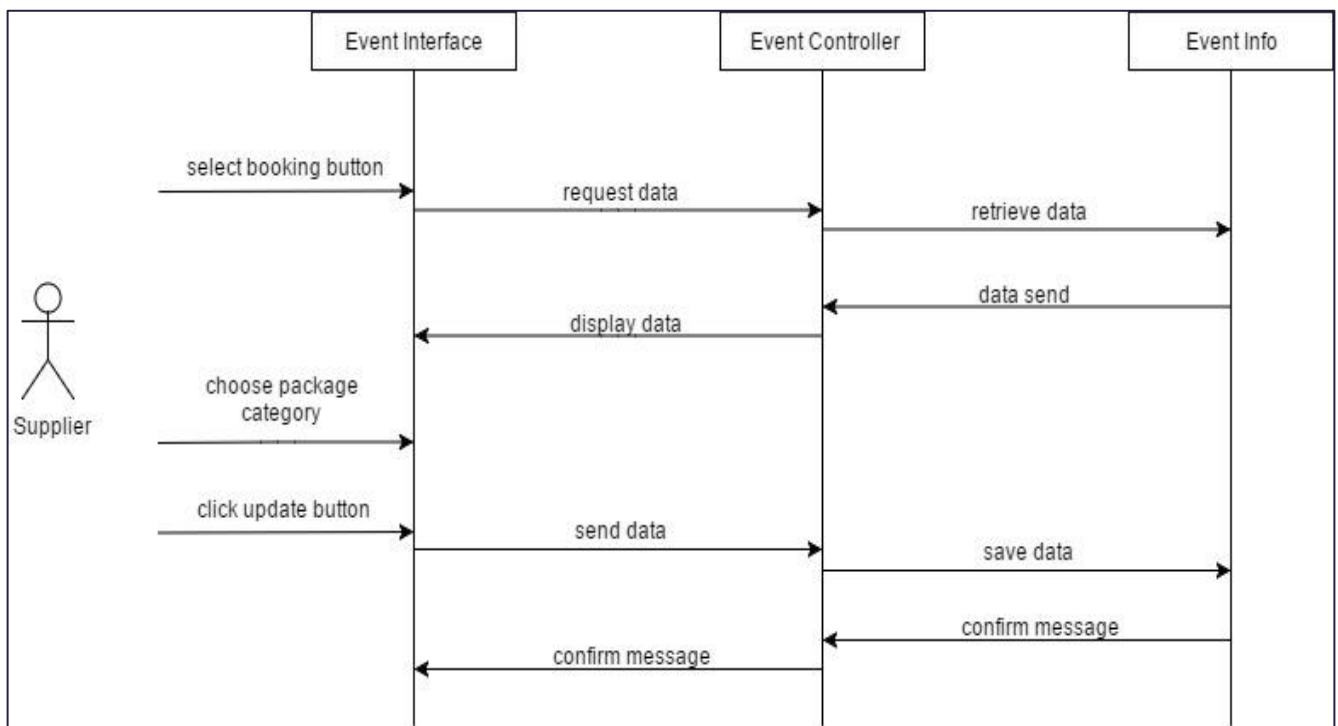 Event Interface
Event Controller
Event Info
select booking button
request data
retrieve data
data send
display data
choose package
category
Supplier
click update button
send data
save data
confirm message
confirm message